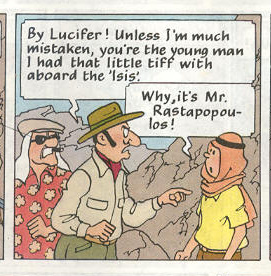 By Lucifer! Unless I'm much
mistaken, you're the young man
I had that little tiff with
aboard the 'Isis'.
Why, it's Mr.
Rastapopou-
los!